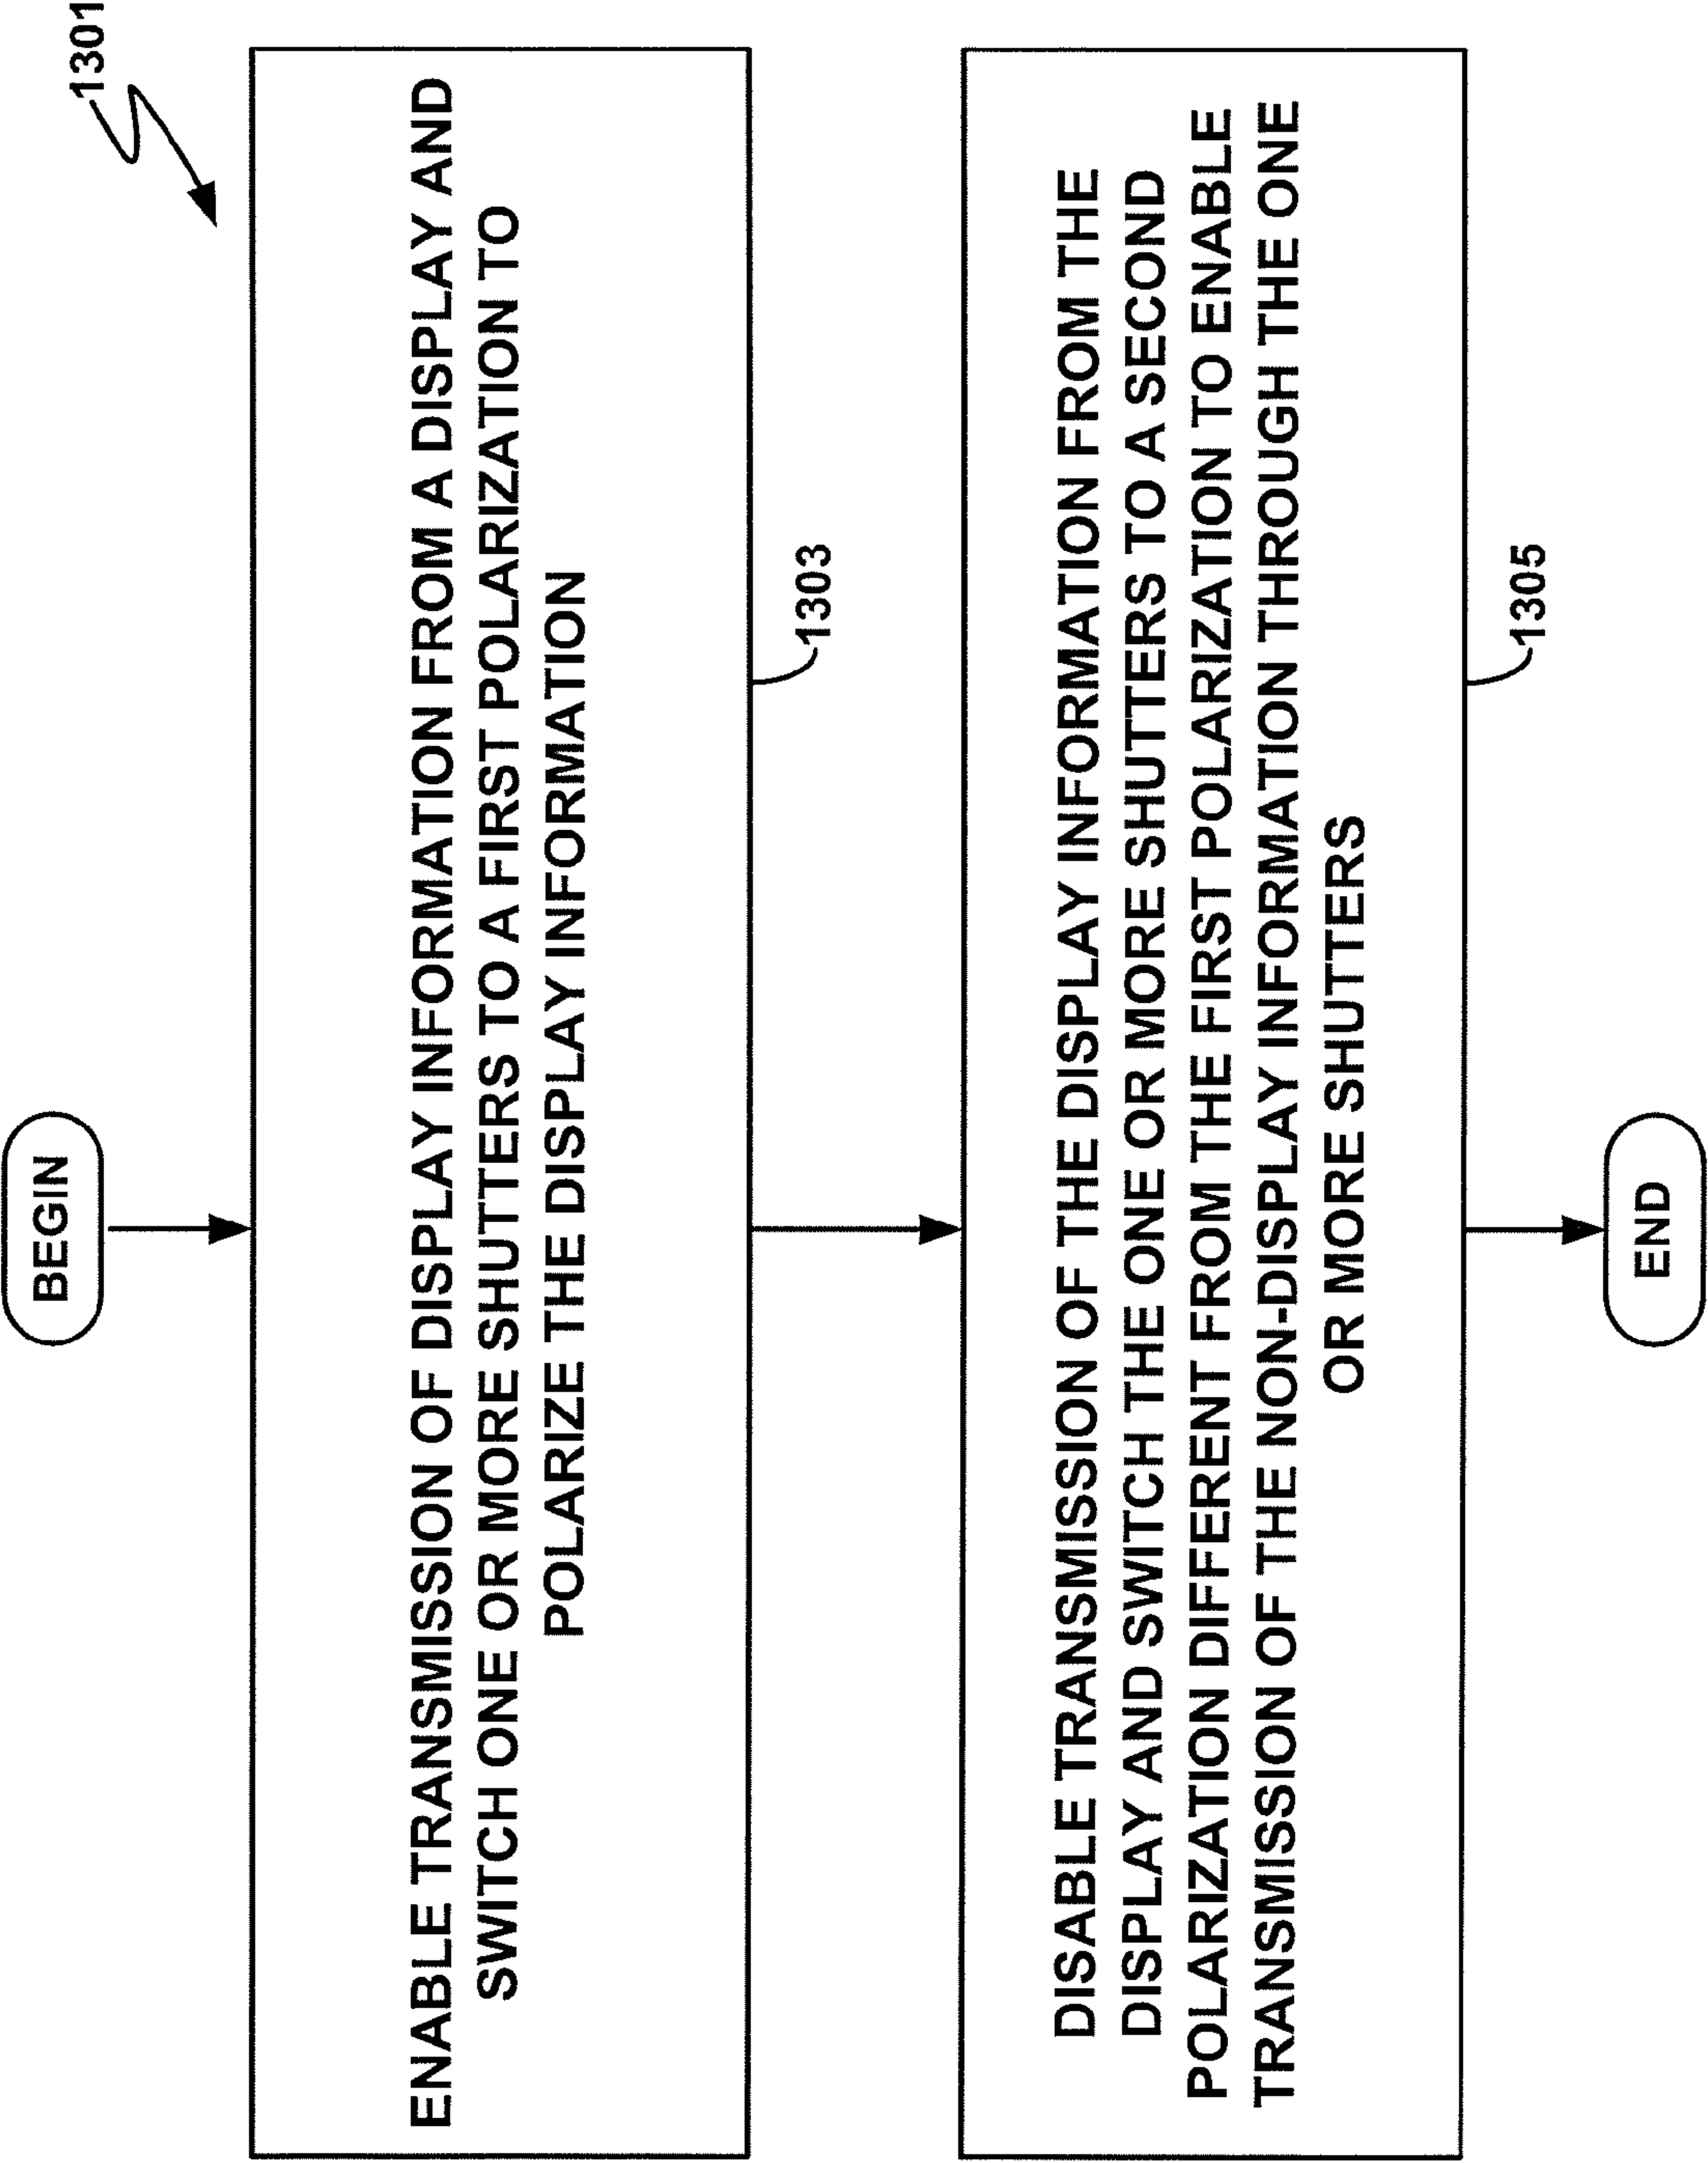 1301
BEGIN
ENABLE TRANSMISSION OF DISPLAY INFORMATION FROM A DISPLAY AND
SWITCH ONE OR MORE SHUTTERS TO A FIRST POLARIZATION TO
POLARIZE THE DISPLAY INFORMATION
1303
DISABLE TRANSMISSION OF THE DISPLAY INFORMATION FROM THE
DISPLAY AND SWITCH THE ONE OR MORE SHUTTERS TO A SECOND
POLARIZATION DIFFERENT FROM THE FIRST POLARIZATION TO ENABLE
TRANSMISSION OF THE NON-DISPLAY INFORMATION THROUGH THE ONE
OR MORE SHUTTERS
1305
END